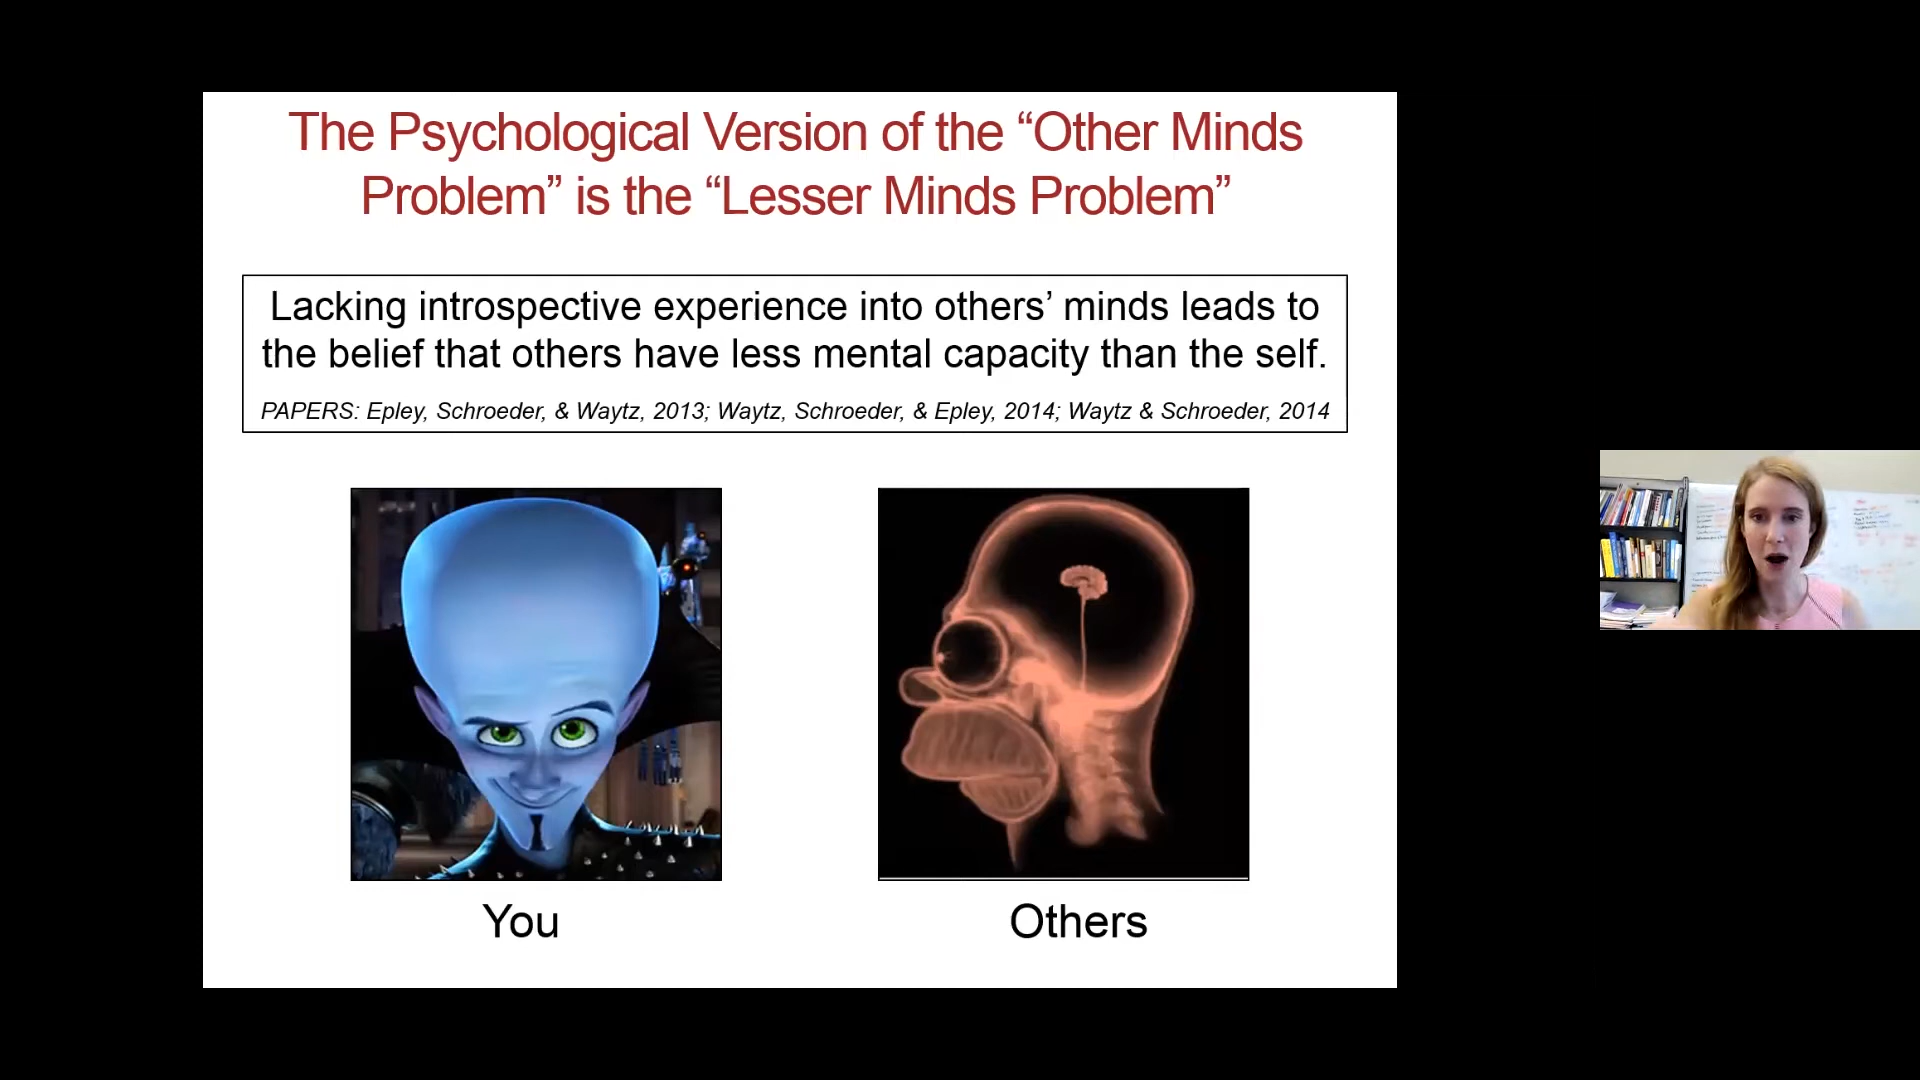 The Psychological Version of the “Other Minds
Problem” is the “Lesser Minds Problem”
Lacking introspective experience into others’ minds leads to
the belief that others have less mental capacity than the self.
PAPERS: Epley, Schroeder, & Waytz, 2013; Waytz, Schroeder, & Epley, 2014; Waytz & Schroeder, 2014
You
Others